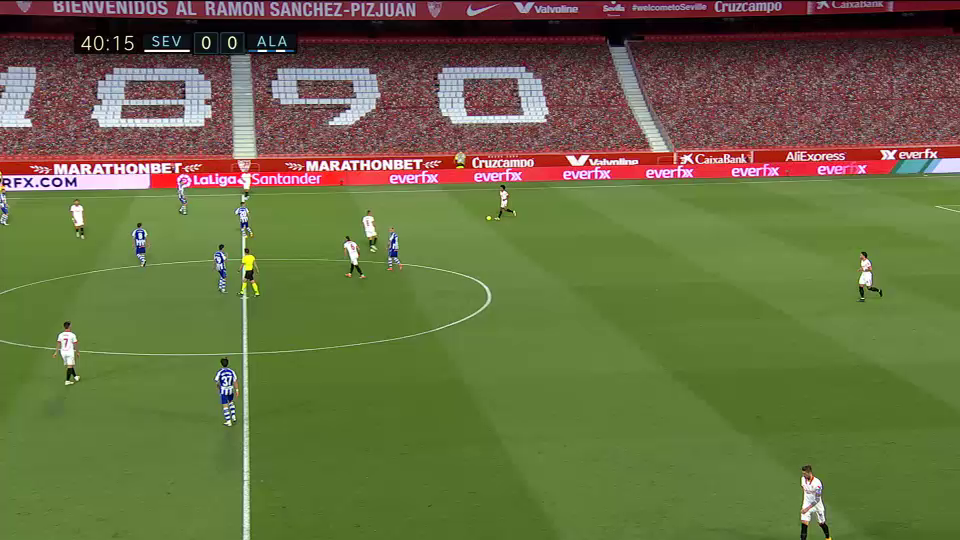 BIENVENIDOS AL RAMON SANCHEZ-PIZJUAN Valvoline Sevilla #welcometoSeville Cruzcampo CaixaBank
40:15 SEV 0 0 ALA
1890
MARATHONBET MARATHONBET Cruzcampo Valvoline CaixaBank AliExpress everfx
RFX.COM LaLiga Santander everfx everfx everfx everfx everfx everfx
7
37